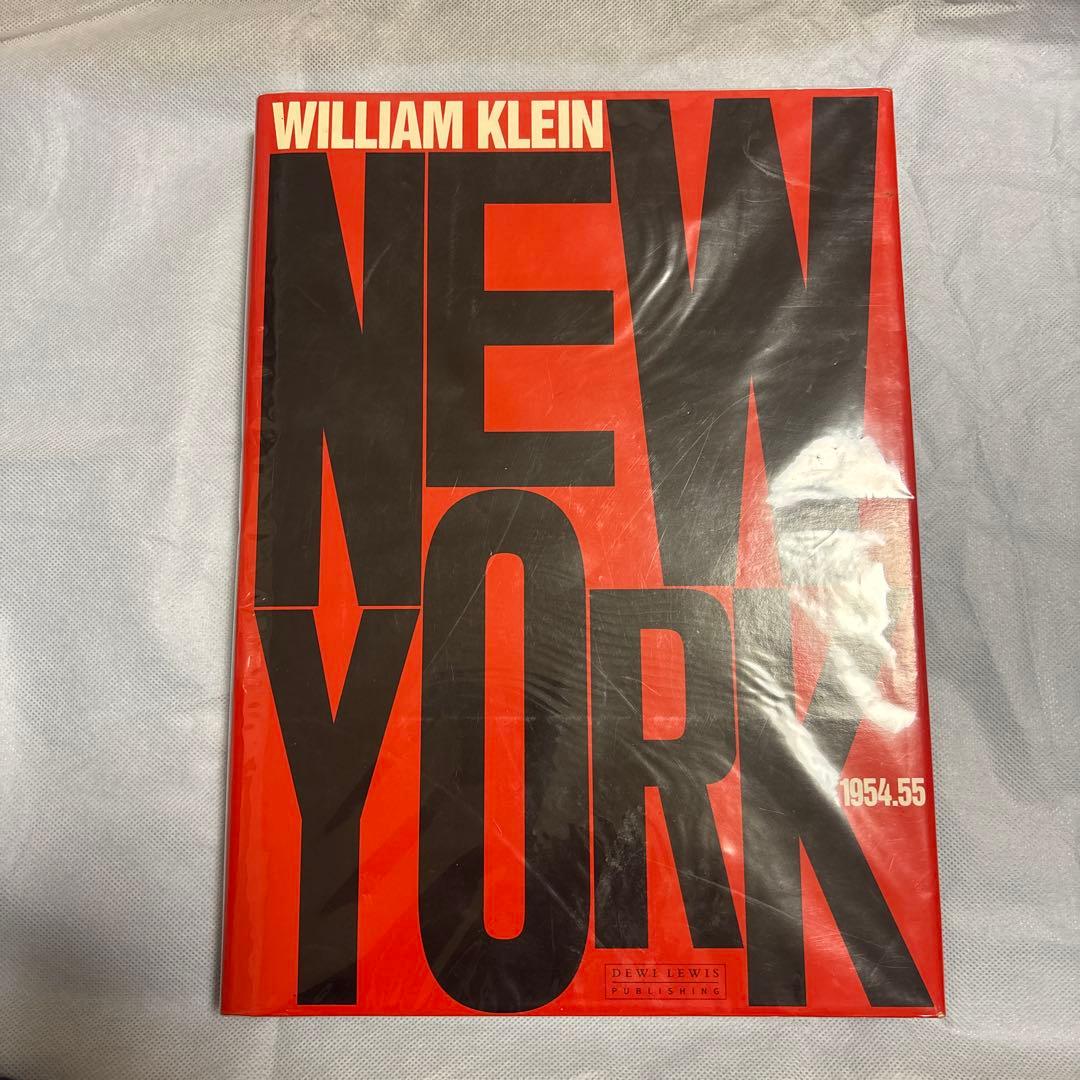 WILLIAM KLEIN
NEW
YORK
1954.55
DEWI LEWIS
PUBLISHING